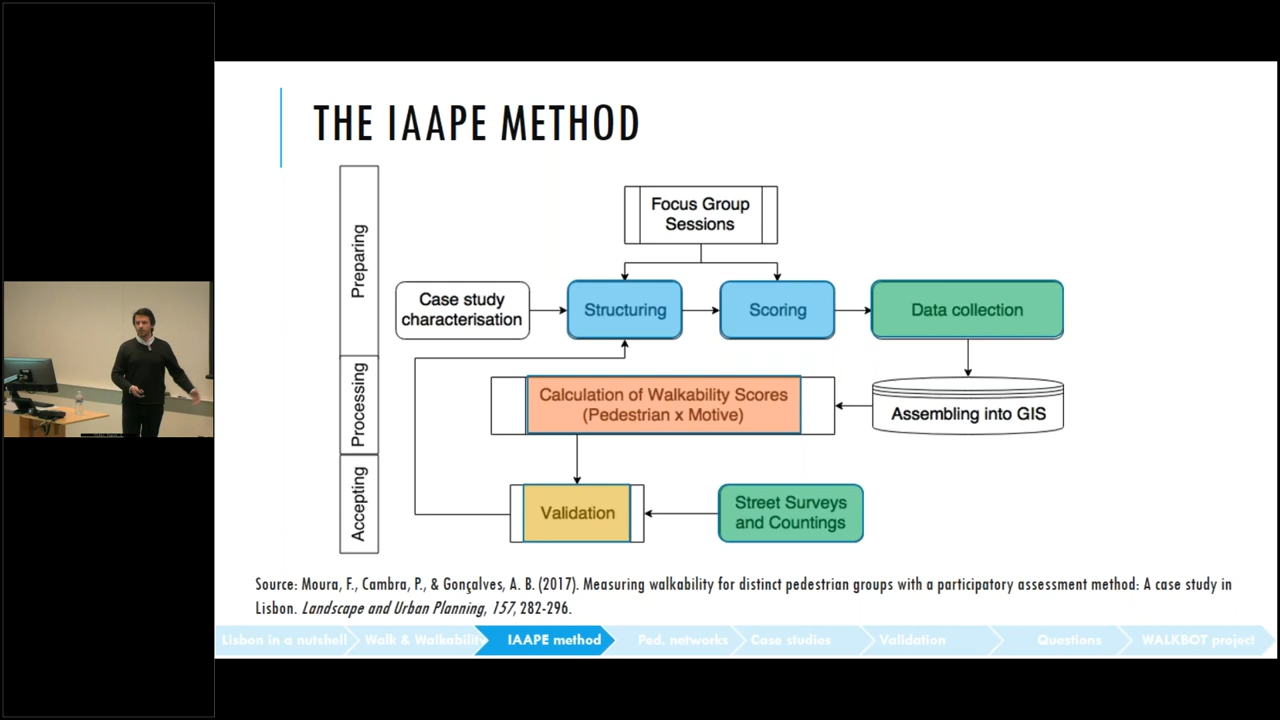 THE IAAPE METHOD
Preparing
Focus Group
Sessions
Case study
characterisation
Structuring
Scoring
Data collection
Processing
Calculation of Walkability Scores
(Pedestrian x Motive)
Assembling into GIS
Accepting
Validation
Street Surveys
and Countings
Source: Moura, F., Cambra, P., & Gonçalves, A. B. (2017). Measuring walkability for distinct pedestrian groups with a participatory assessment method: A case study in
Lisbon. Landscape and Urban Planning, 157, 282-296.
Lisbon in a nutshell Walk & Walkability IAAPE method Ped. networks Case studies Validation Questions WALKBOT project